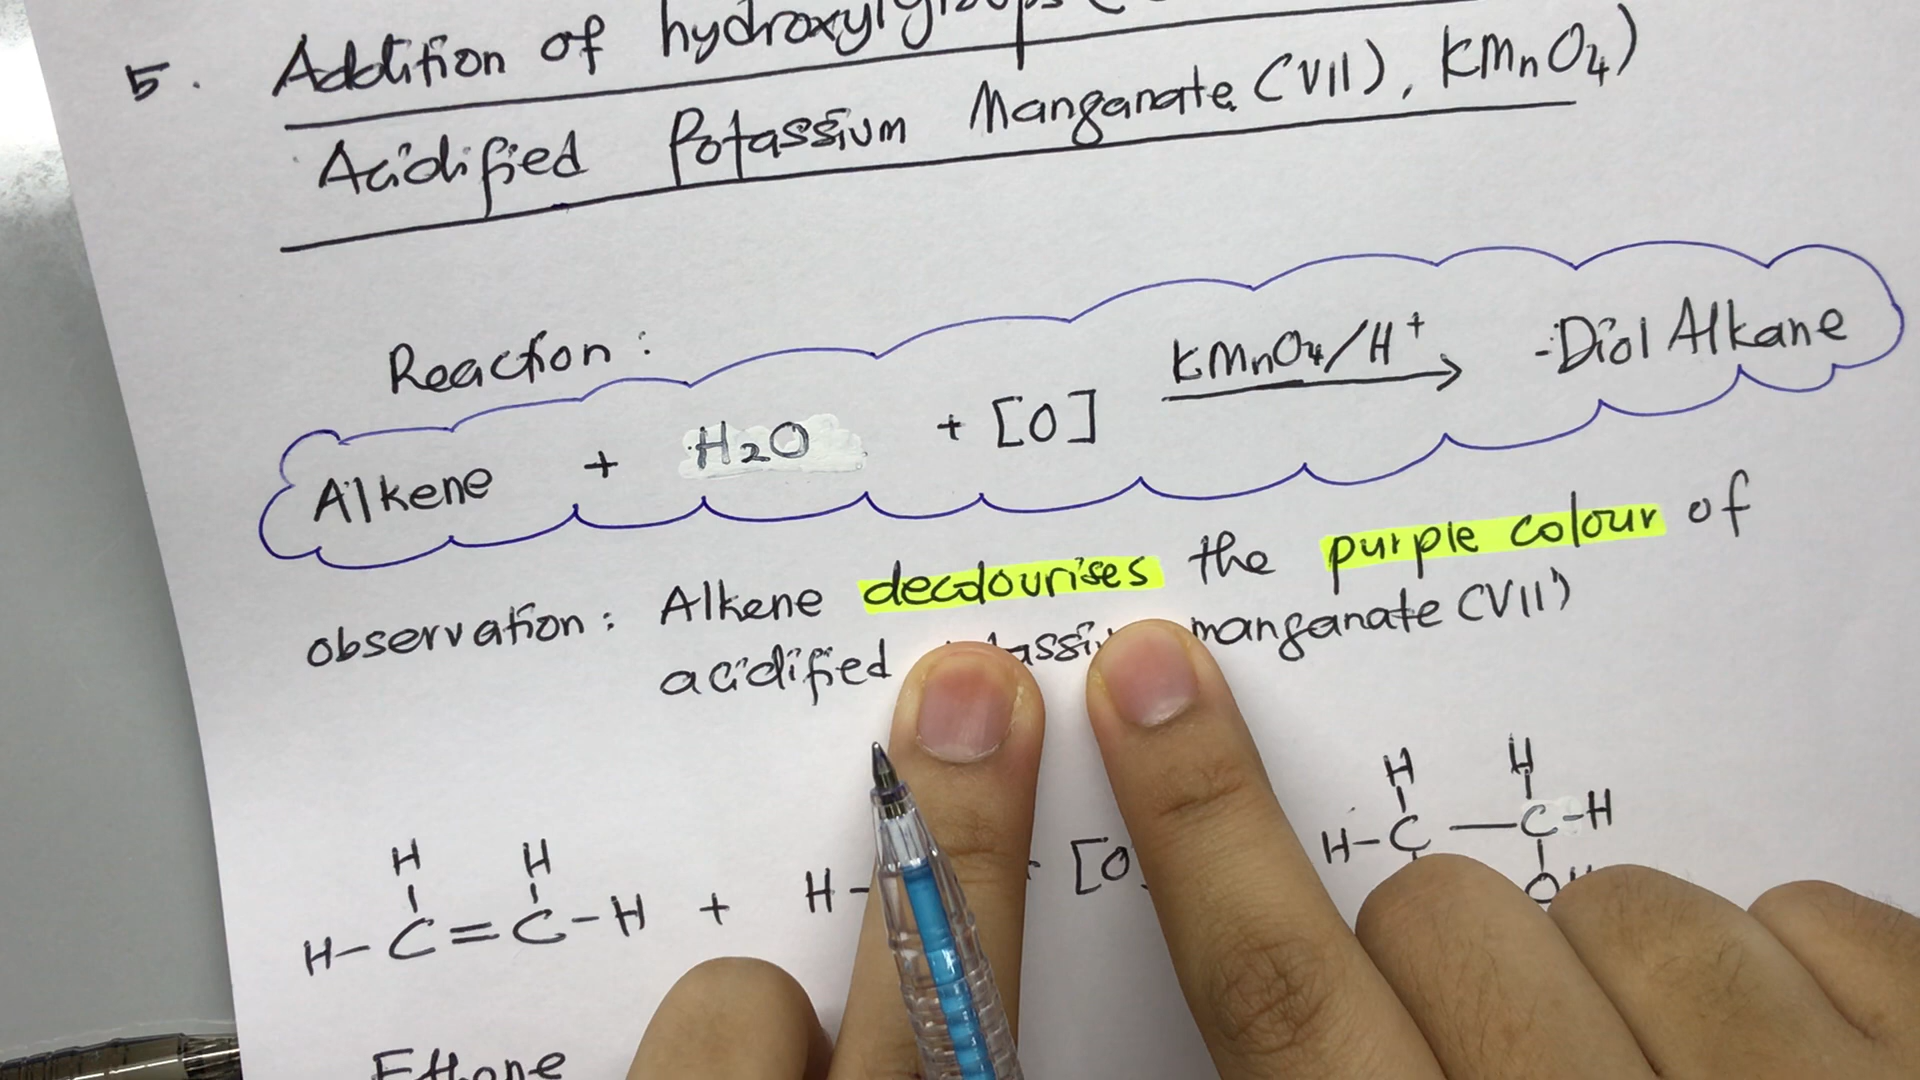 5. Addition of hydroxyl groups (
Acidified Potassium Manganate (VII), KMnO4)
Reaction:
Alkene + H2O + [O] KMnO4/H+ → -Diol Alkane
observation: Alkene decolourises the purple colour of
acidified manganate (VII)
H H H H
H-C=C-H + H- + [O] H-C-C-H
OH